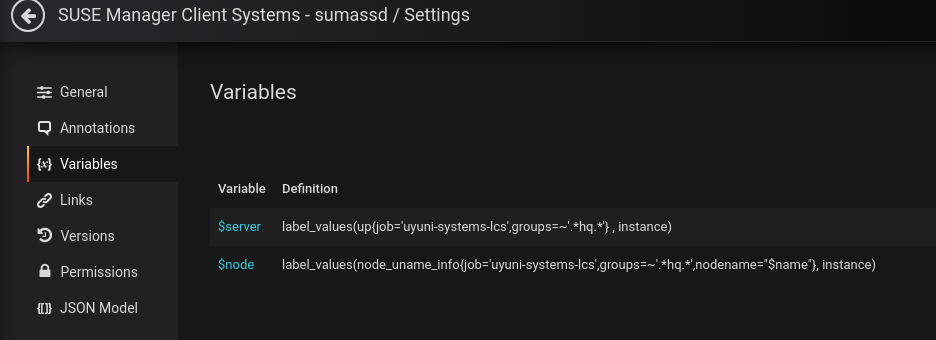 SUSE Manager Client Systems - sumassd / Settings
General
Annotations
Variables
Links
Versions
Permissions
JSON Model
Variables
Variable Definition
$server label_values(up{job='uyuni-systems-lcs',groups=~'.*hq.*'} , instance)
$node label_values(node_uname_info{job='uyuni-systems-lcs',groups=~'.*hq.*',nodename="$name"}, instance)